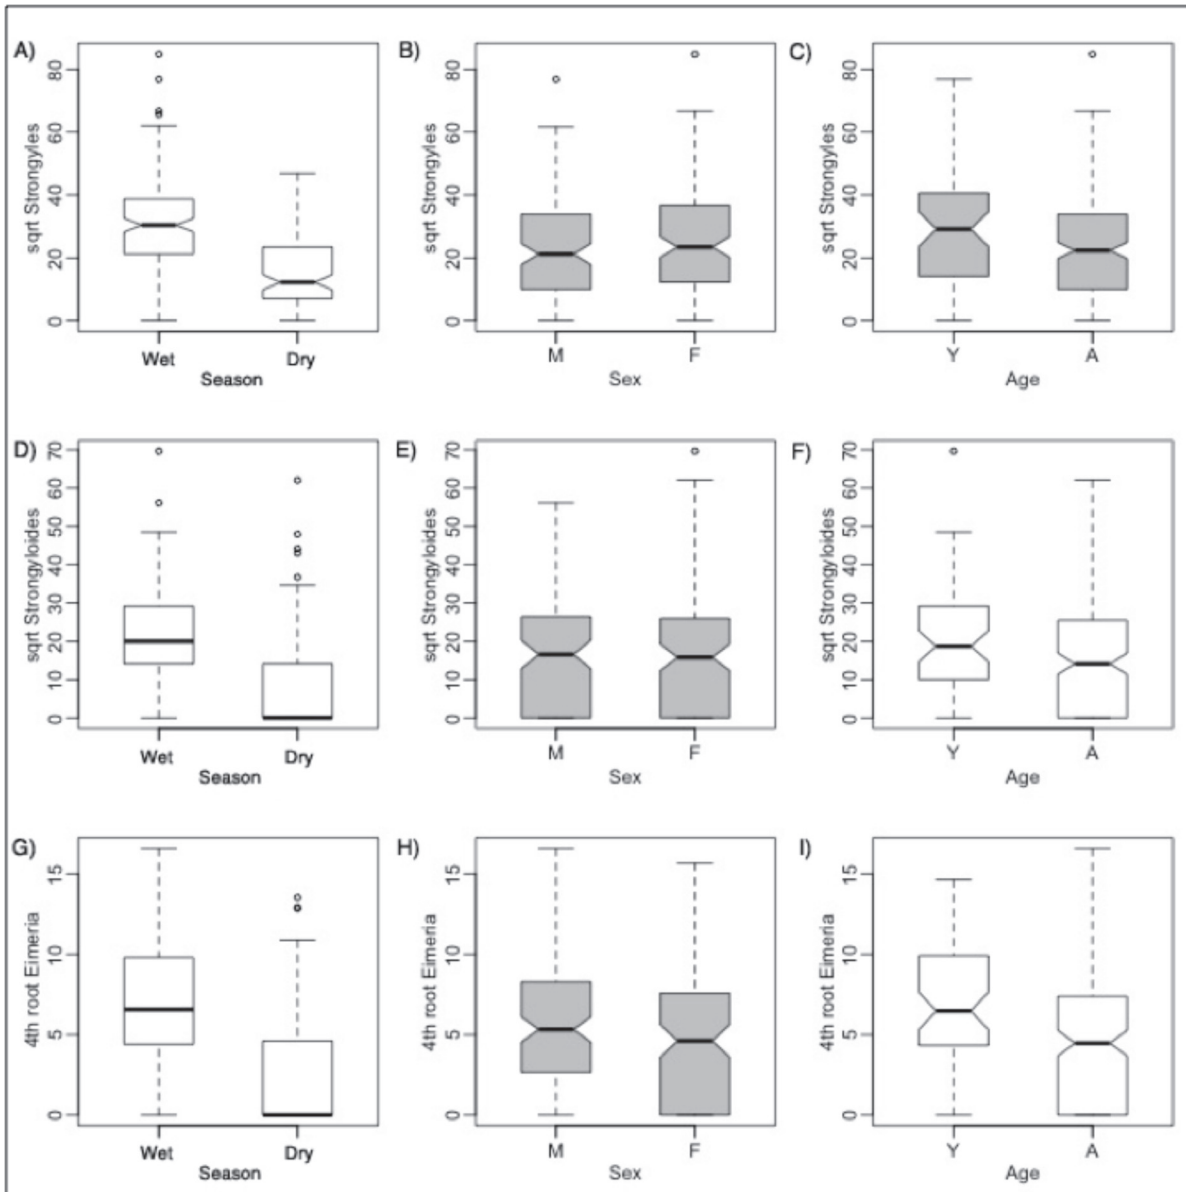 A)
sqrt Strongyles
80
60
40
20
0
Wet
Dry
Season
B)
sqrt Strongyles
80
60
40
20
0
M
F
Sex
C)
sqrt Strongyles
80
60
40
20
0
Y
A
Age
D)
sqrt Strongyloides
70
60
50
40
30
20
10
0
Wet
Dry
Season
E)
sqrt Strongyloides
70
60
50
40
30
20
10
0
M
F
Sex
F)
sqrt Strongyloides
70
60
50
40
30
20
10
0
Y
A
Age
G)
4th root Eimeria
15
10
5
0
Wet
Dry
Season
H)
4th root Eimeria
15
10
5
0
M
F
Sex
I)
4th root Eimeria
15
10
5
0
Y
A
Age